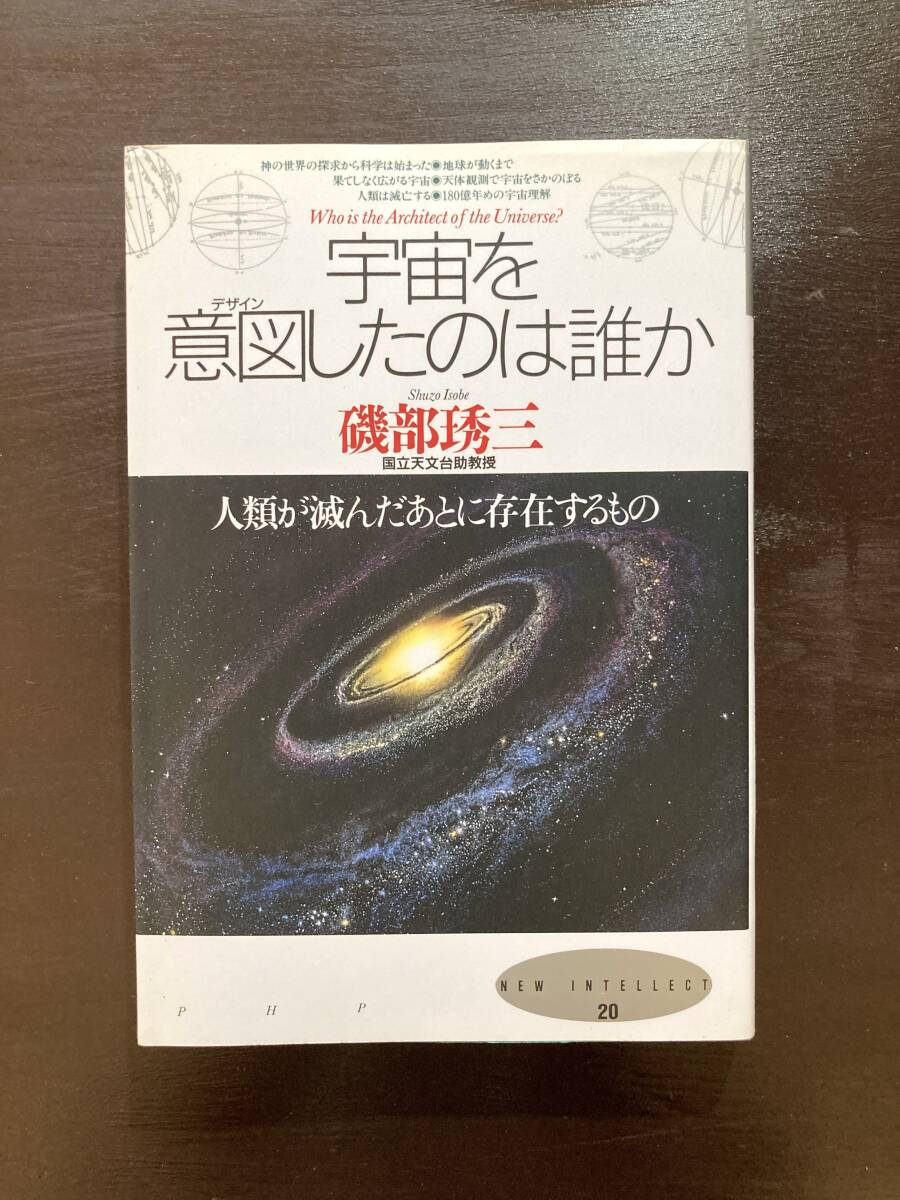 神の世界の探求から科学は始まった◉地球が動くまで
果てしなく広がる宇宙◉天体観測で宇宙をさかのぼる
人類は滅亡する◉180億年めの宇宙理解
Who is the Architect of the Universe?
宇宙を
デザイン
意図したのは誰か
Shuzo Isobe
磯部琇三
国立天文台助教授
人類が滅んだあとに存在するもの
NEW INTELLECT
20
P H P